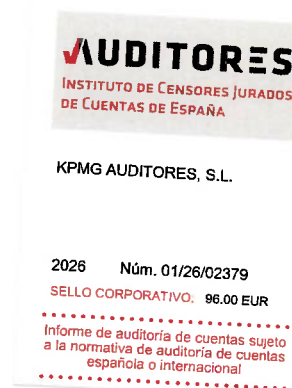 AUDITORES
INSTITUTO DE CENSORES JURADOS
DE CUENTAS DE ESPAÑA
KPMG AUDITORES, S.L.
2026 Núm. 01/26/02379
SELLO CORPORATIVO: 96.00 EUR
Informe de auditoría de cuentas sujeto
a la normativa de auditoría de cuentas
española o internacional